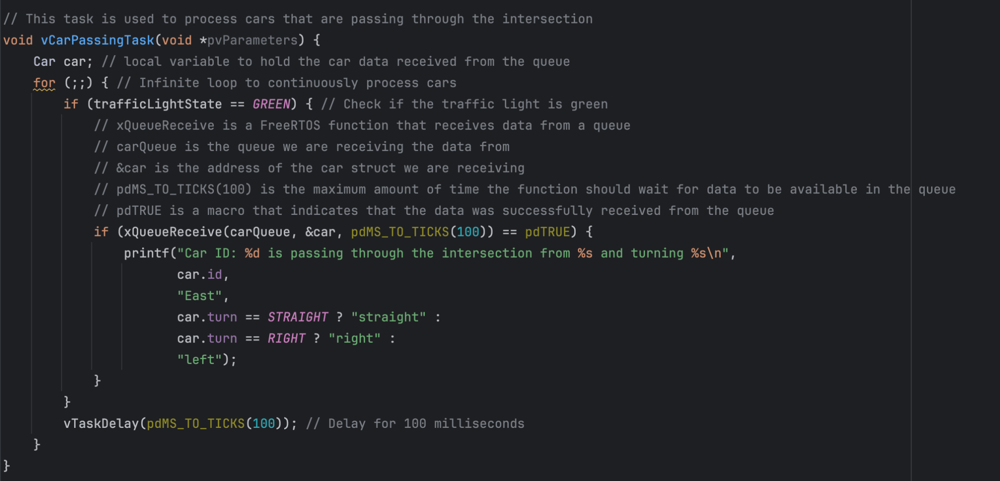 // This task is used to process cars that are passing through the intersection
void vCarPassingTask(void *pvParameters) {
    Car car; // local variable to hold the car data received from the queue
    for (;;) { // Infinite loop to continuously process cars
        if (trafficLightState == GREEN) { // Check if the traffic light is green
            // xQueueReceive is a FreeRTOS function that receives data from a queue
            // carQueue is the queue we are receiving the data from
            // &car is the address of the car struct we are receiving
            // pdMS_TO_TICKS(100) is the maximum amount of time the function should wait for data to be available in the queue
            // pdTRUE is a macro that indicates that the data was successfully received from the queue
            if (xQueueReceive(carQueue, &car, pdMS_TO_TICKS(100)) == pdTRUE) {
                printf("Car ID: %d is passing through the intersection from %s and turning %s\n",
                       car.id,
                       "East",
                       car.turn == STRAIGHT ? "straight" :
                       car.turn == RIGHT ? "right" :
                       "left");
            }
        }
        vTaskDelay(pdMS_TO_TICKS(100)); // Delay for 100 milliseconds
    }
}